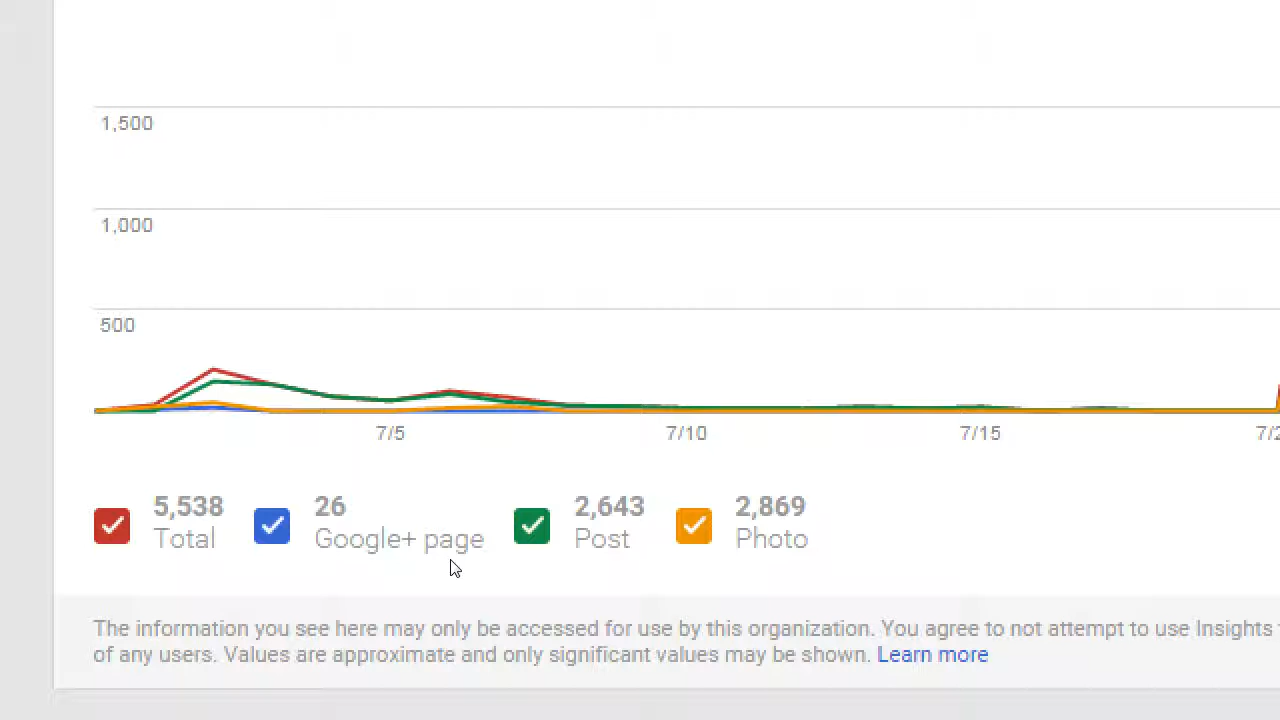 1,500
1,000
500
7/5 7/10 7/15
5,538 26 2,643 2,869
Total Google+ page Post Photo
The information you see here may only be accessed for use by this organization. You agree to not attempt to use Insights
of any users. Values are approximate and only significant values may be shown. Learn more